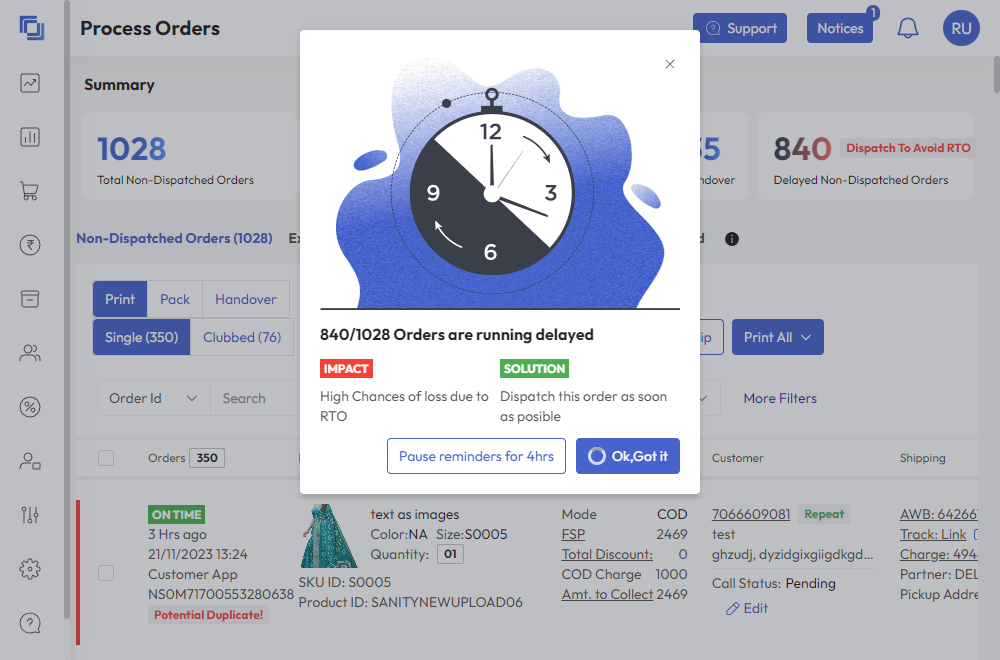 Process Orders
Support
Notices
1
RU
Summary
1028
Total Non-Dispatched Orders
840
Dispatch To Avoid RTO
Delayed Non-Dispatched Orders
Non-Dispatched Orders (1028)
12
3
6
9
Print
Pack
Handover
Single (350)
Clubbed (76)
Print All
Order Id
Search
More Filters
840/1028 Orders are running delayed
IMPACT
High Chances of loss due to
RTO
SOLUTION
Dispatch this order as soon
as posible
Pause reminders for 4hrs
Ok,Got it
Orders 350
Customer
Shipping
ON TIME
3 Hrs ago
21/11/2023 13:24
Customer App
NS0M71700553280638
Potential Duplicate!
text as images
Color:NA Size:S0005
Quantity: 01
SKU ID: S0005
Product ID: SANITYNEWUPLOAD06
Mode COD
FSP 2469
Total Discount: 0
COD Charge 1000
Amt. to Collect 2469
7066609081 Repeat
test
ghzudj, dyzidgixgiigdkgd...
Call Status: Pending
Edit
AWB: 64266
Track: Link
Charge: 494
Partner: DEL
Pickup Addre